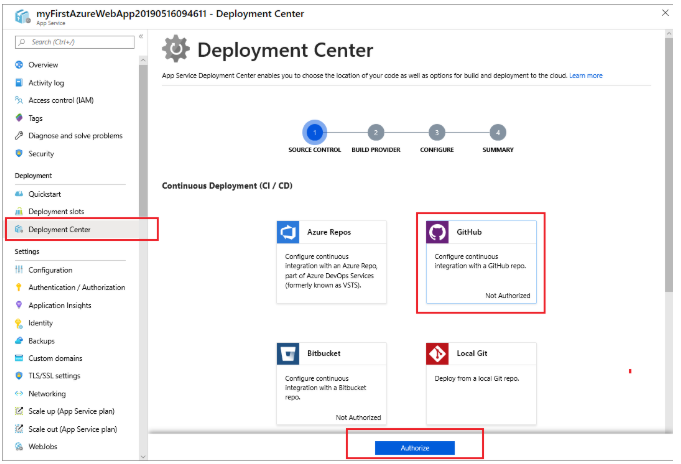 myFirstAzureWebApp20190516094611 - Deployment Center
App Service
Search (Ctrl+/)
Overview
Activity log
Access control (IAM)
Tags
Diagnose and solve problems
Security
Deployment
Quickstart
Deployment slots
Deployment Center
Settings
Configuration
Authentication / Authorization
Application Insights
Identity
Backups
Custom domains
TLS/SSL settings
Networking
Scale up (App Service plan)
Scale out (App Service plan)
WebJobs
Deployment Center
App Service Deployment Center enables you to choose the location of your code as well as options for build and deployment to the cloud. Learn more
1 2 3 4
SOURCE CONTROL BUILD PROVIDER CONFIGURE SUMMARY
Continuous Deployment (CI / CD)
Azure Repos
Configure continuous
integration with an Azure Repo,
part of Azure DevOps Services
(formerly known as VSTS).
GitHub
Configure continuous
integration with a GitHub repo.
Not Authorized
Bitbucket
Configure continuous
integration with a Bitbucket
repo.
Not Authorized
Local Git
Deploy from a local Git repo.
Authorize